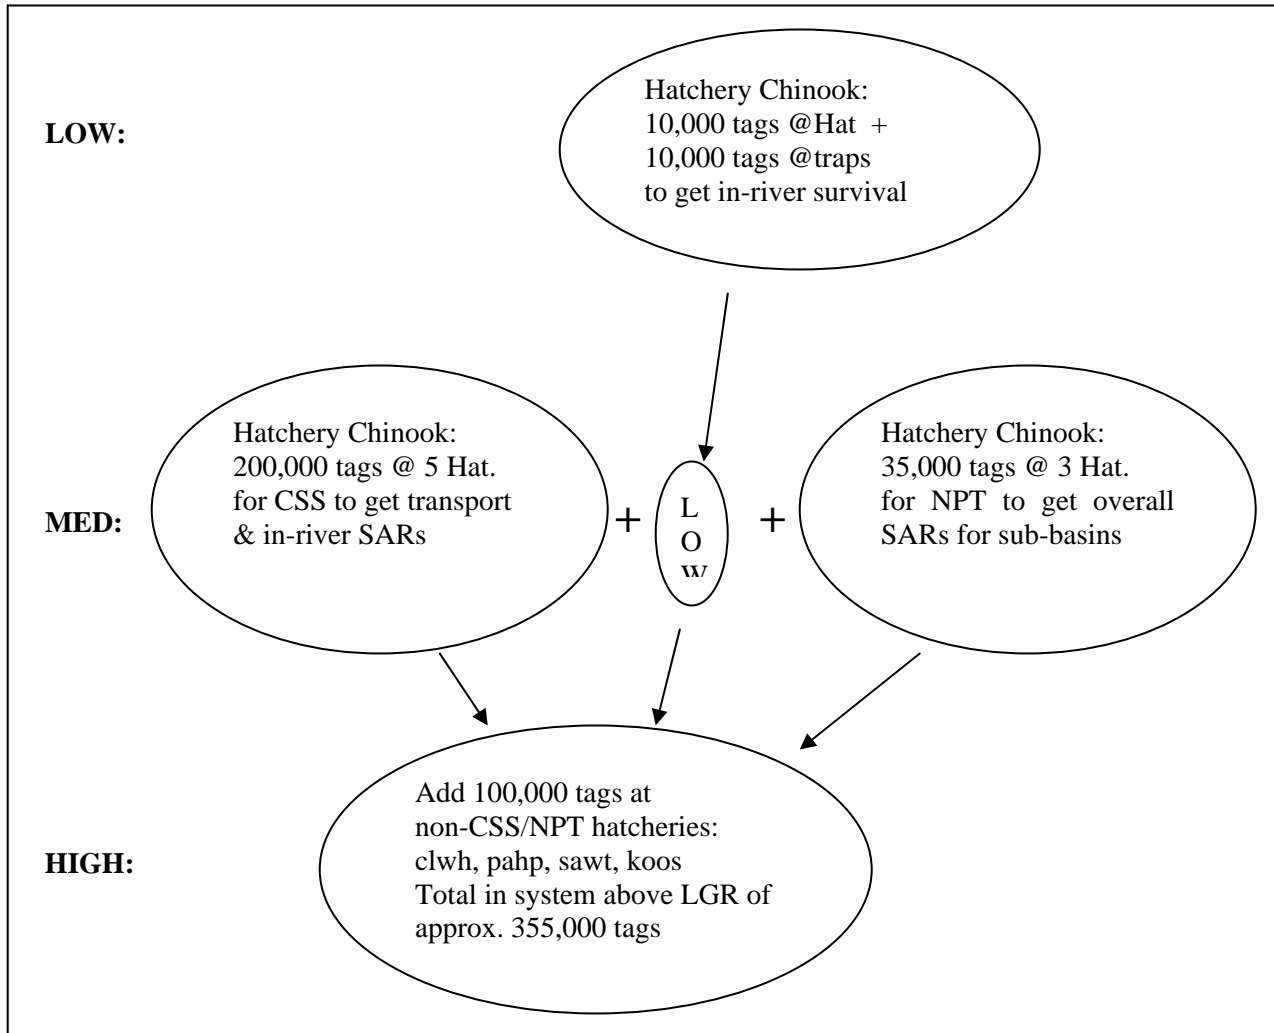 LOW:
Hatchery Chinook:
10,000 tags @Hat +
10,000 tags @traps
to get in-river survival
MED:
Hatchery Chinook:
200,000 tags @ 5 Hat.
for CSS to get transport
& in-river SARs
+
L
O
W
+
Hatchery Chinook:
35,000 tags @ 3 Hat.
for NPT to get overall
SARs for sub-basins
HIGH:
Add 100,000 tags at
non-CSS/NPT hatcheries:
clwh, pahp, sawt, koos
Total in system above LGR of
approx. 355,000 tags